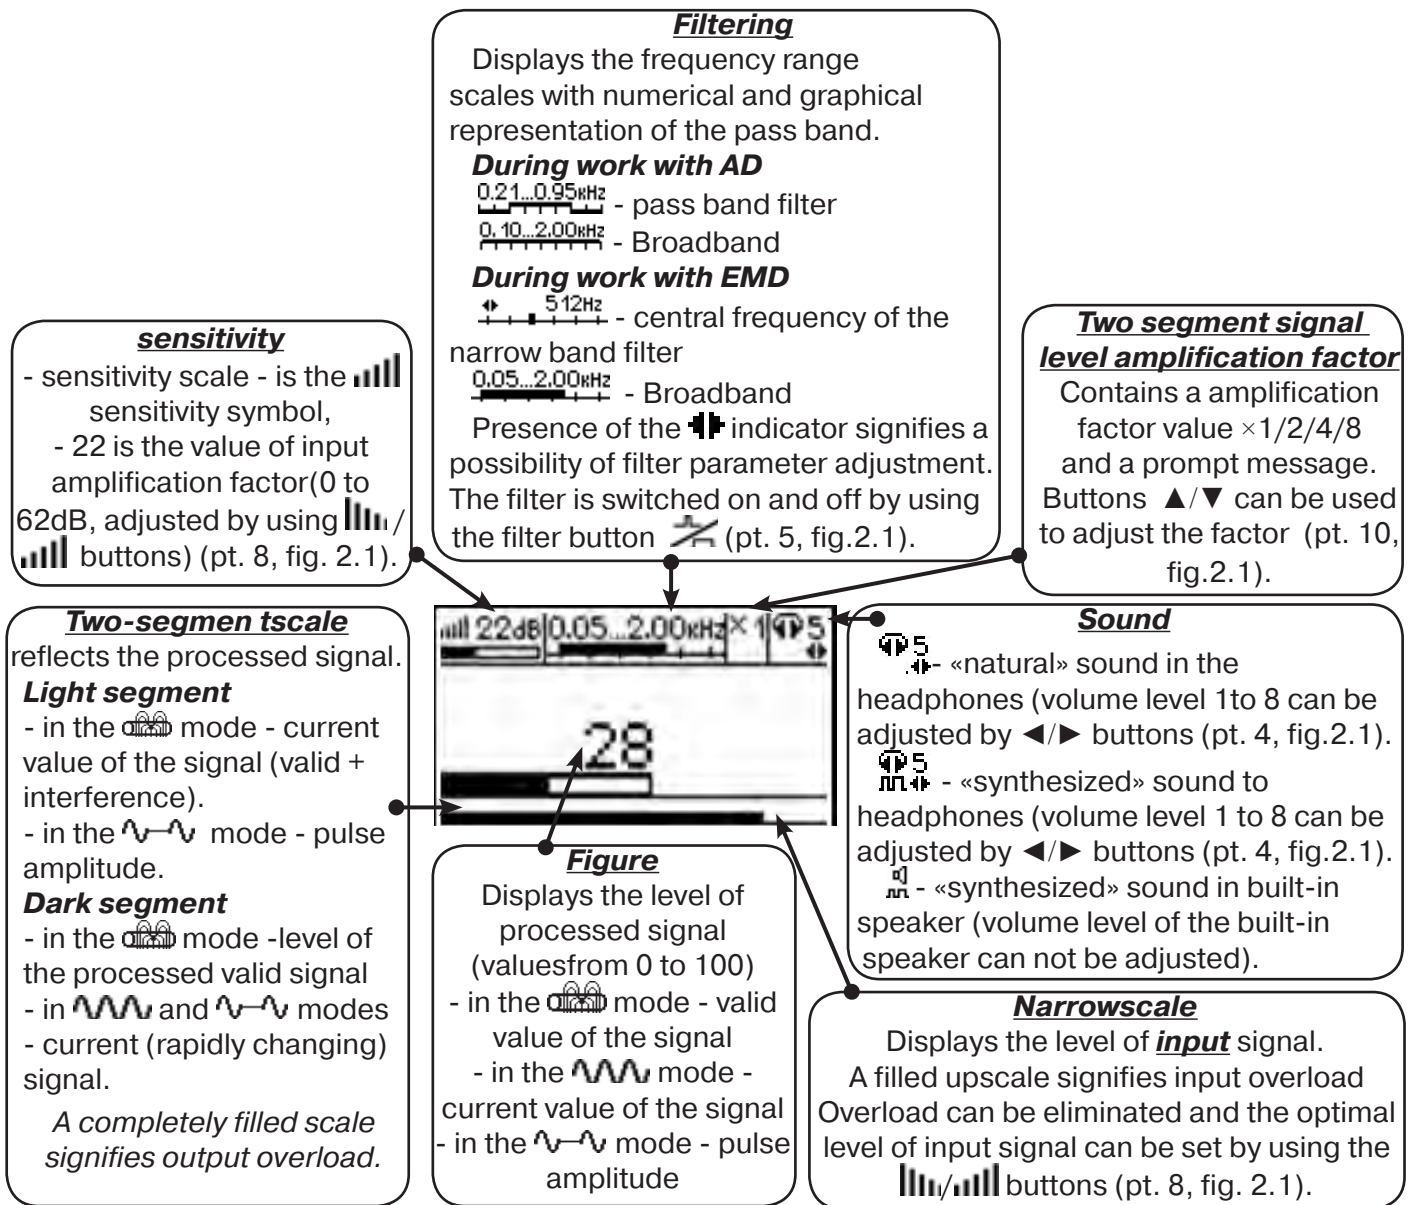 Filtering
Displays the frequency range
scales with numerical and graphical
representation of the pass band.
During work with AD
0.21...0.95кHz - pass band filter
0.10...2.00кHz - Broadband
During work with EMD
512Hz - central frequency of the
narrow band filter
0.05...2.00кHz - Broadband
Presence of the indicator signifies a
possibility of filter parameter adjustment.
The filter is switched on and off by using
the filter button (pt. 5, fig.2.1).
sensitivity
- sensitivity scale - is the
sensitivity symbol,
- 22 is the value of input
amplification factor(0 to
62dB, adjusted by using /
buttons) (pt. 8, fig. 2.1).
Two segment signal
level amplification factor
Contains a amplification
factor value ×1/2/4/8
and a prompt message.
Buttons ▲/▼ can be used
to adjust the factor (pt. 10,
fig.2.1).
22dB 0.05...2.00кHz × 1 5
28
Two-segmen tscale
reflects the processed signal.
Light segment
- in the mode - current
value of the signal (valid +
interference).
- in the mode - pulse
amplitude.
Dark segment
- in the mode -level of
the processed valid signal
- in and modes
- current (rapidly changing)
signal.
A completely filled scale
signifies output overload.
Figure
Displays the level of
processed signal
(valuesfrom 0 to 100)
- in the mode - valid
value of the signal
- in the mode -
current value of the signal
- in the mode - pulse
amplitude
Sound
5
- «natural» sound in the
headphones (volume level 1to 8 can be
adjusted by ◄/► buttons (pt. 4, fig.2.1).
5
- «synthesized» sound to
headphones (volume level 1 to 8 can be
adjusted by ◄/► buttons (pt. 4, fig.2.1).
- «synthesized» sound in built-in
speaker (volume level of the built-in
speaker can not be adjusted).
Narrowscale
Displays the level of input signal.
A filled upscale signifies input overload
Overload can be eliminated and the optimal
level of input signal can be set by using the
/ buttons (pt. 8, fig. 2.1).